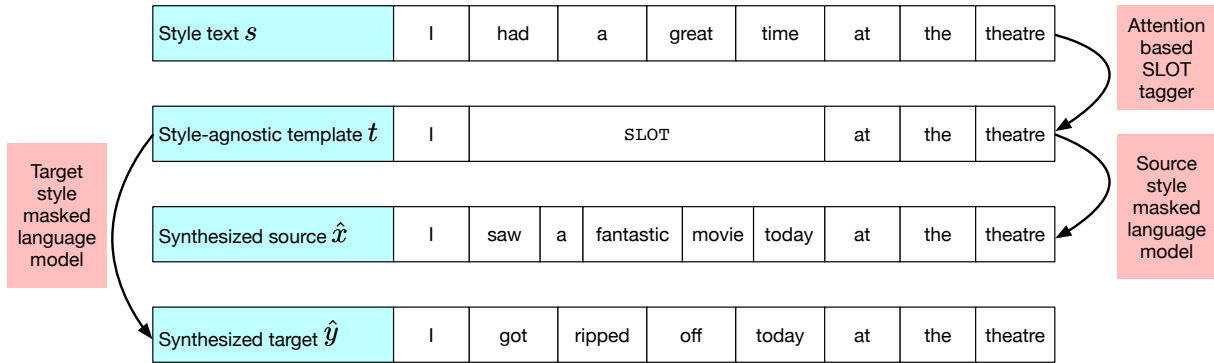 Style text s I had a great time at the theatre
Attention
based
SLOT
tagger
Style-agnostic template t I SLOT at the theatre
Target
style
masked
language
model
Source
style
masked
language
model
Synthesized source x̂ I saw a fantastic movie today at the theatre
Synthesized target ŷ I got ripped off today at the theatre